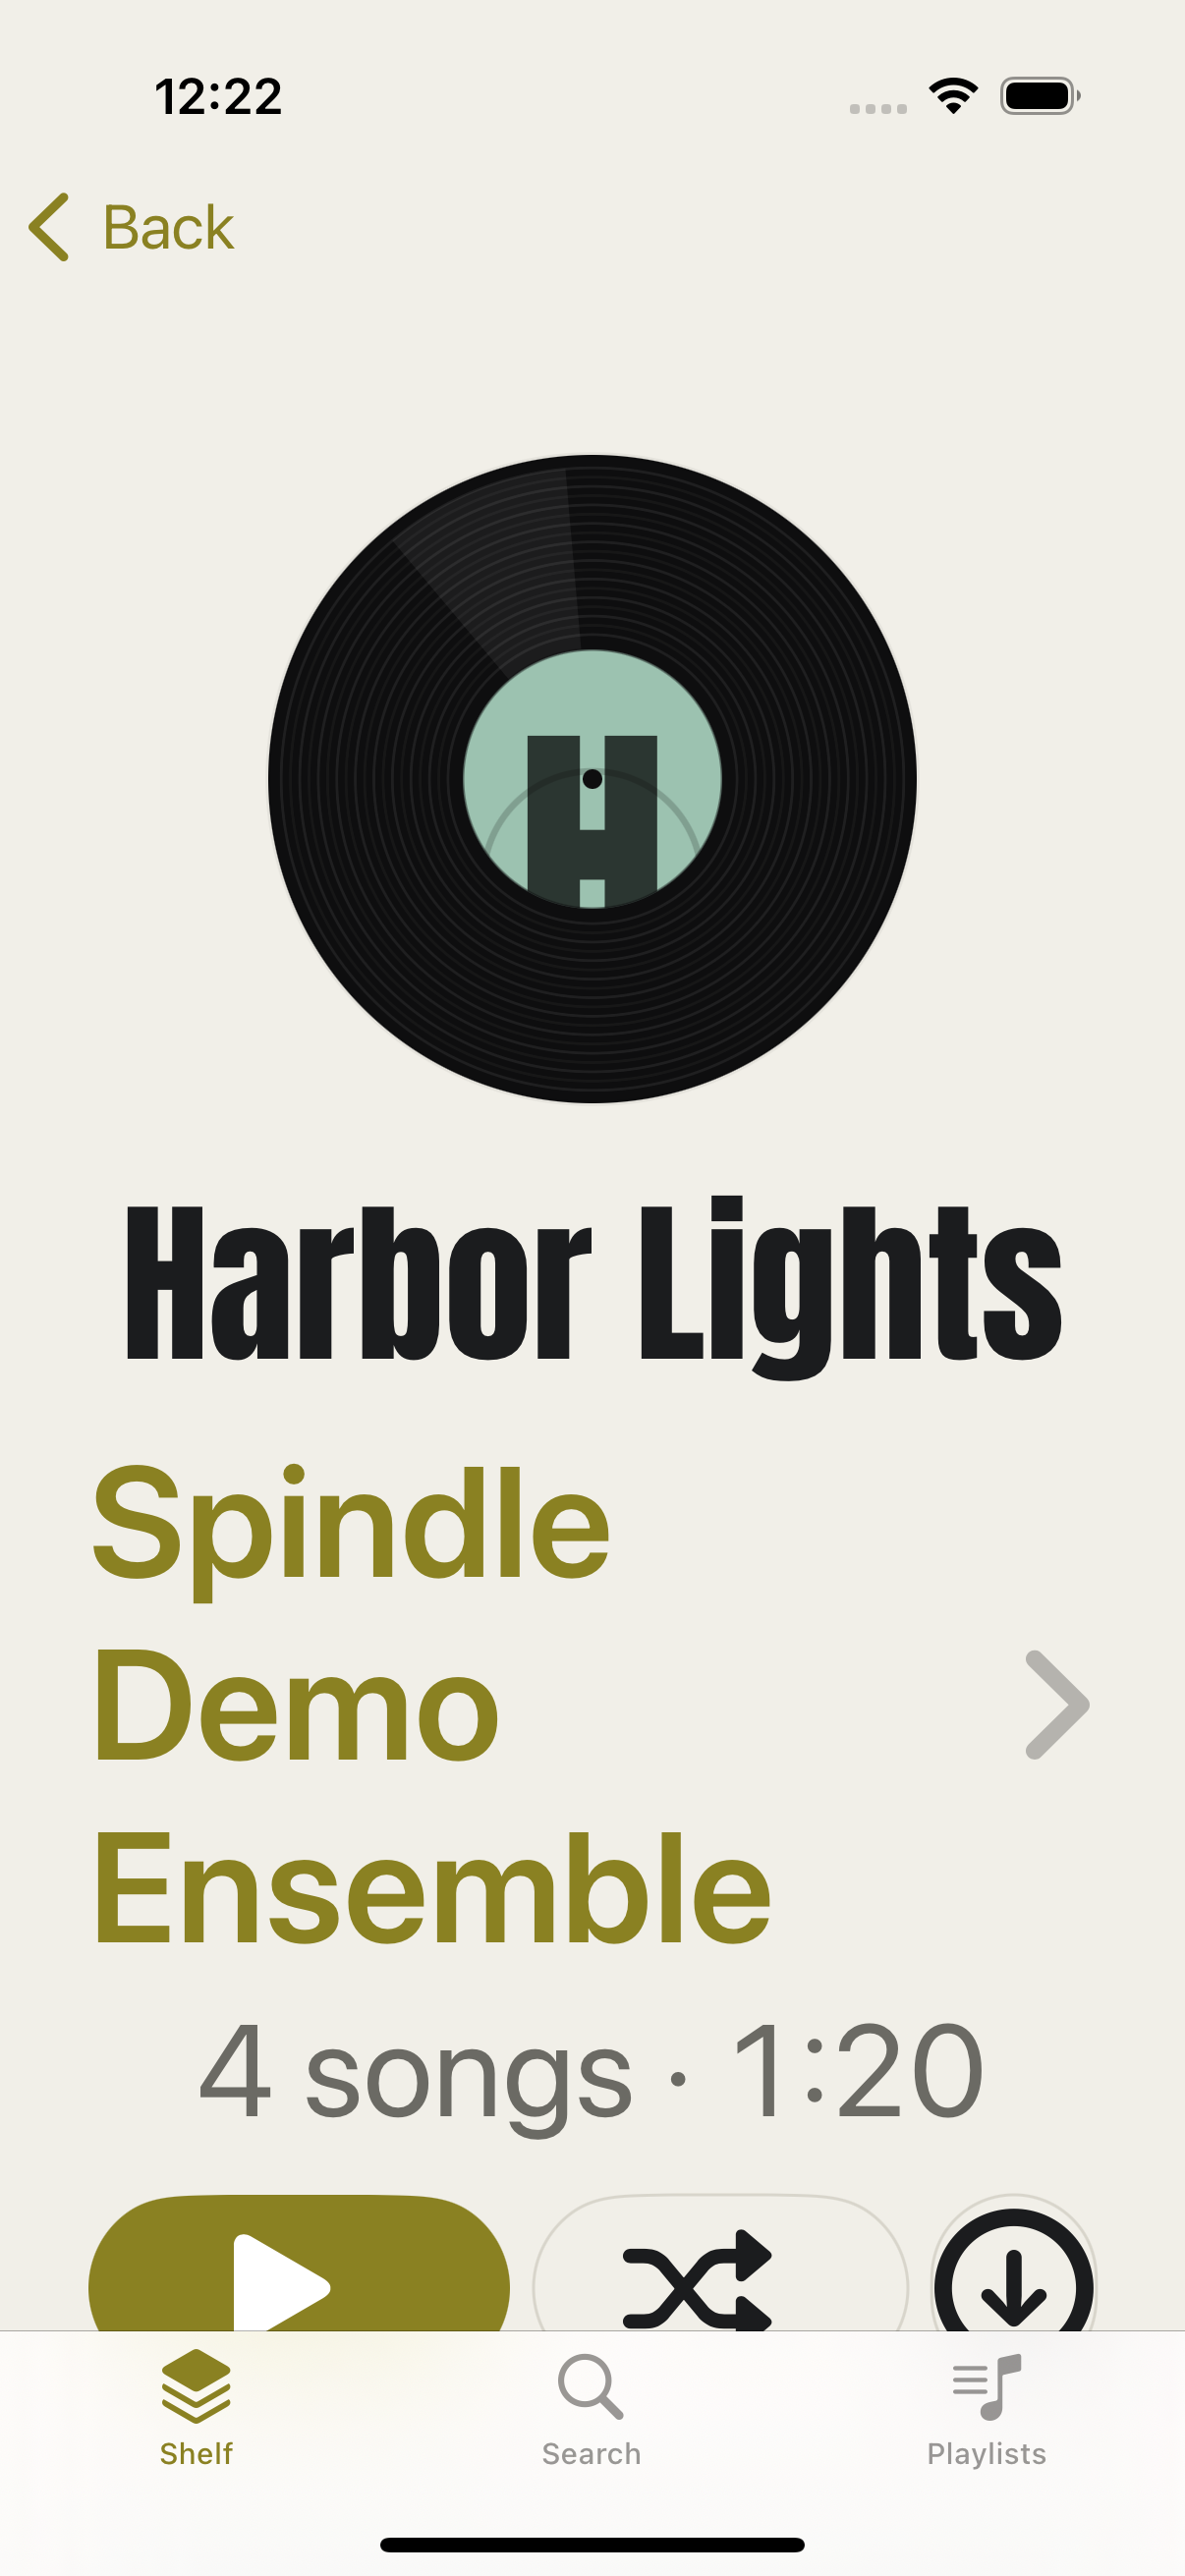 12:22
Back
H
Harbor Lights
Spindle
Demo
Ensemble
4 songs · 1:20
Shelf
Search
Playlists